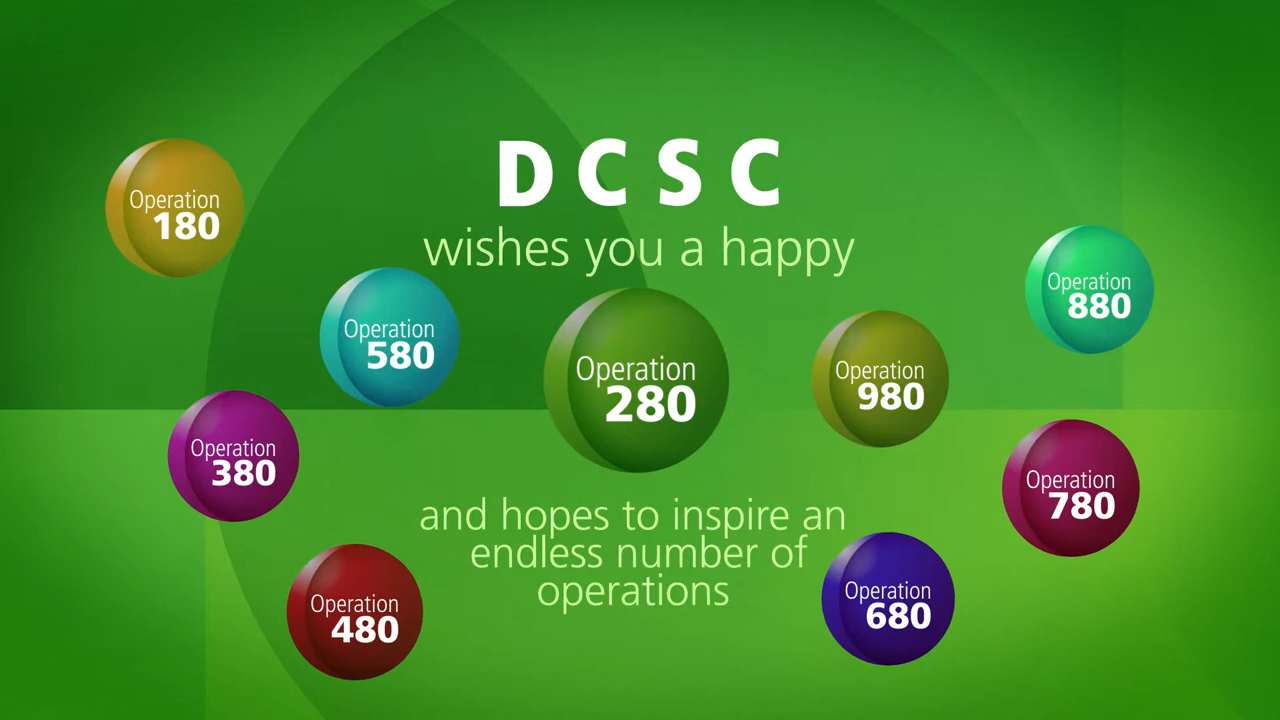 DCSC
wishes you a happy
Operation
280
and hopes to inspire an
endless number of
operations
Operation
180
Operation
580
Operation
380
Operation
480
Operation
880
Operation
980
Operation
780
Operation
680